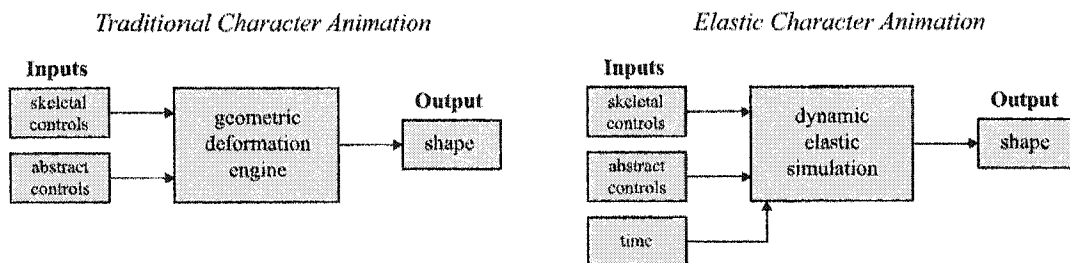 Traditional Character Animation
Inputs
skeletal
controls
abstract
controls
geometric
deformation
engine
Output
shape
Elastic Character Animation
Inputs
skeletal
controls
abstract
controls
time
dynamic
elastic
simulation
Output
shape